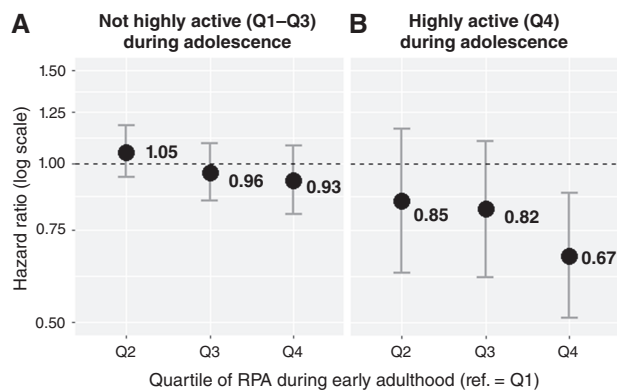 A
Not highly active (Q1–Q3)
during adolescence
B
Highly active (Q4)
during adolescence
Hazard ratio (log scale)
1.50
1.25
1.00
0.75
0.50
1.05
0.96
0.93
0.85
0.82
0.67
Q2 Q3 Q4
Q2 Q3 Q4
Quartile of RPA during early adulthood (ref. = Q1)